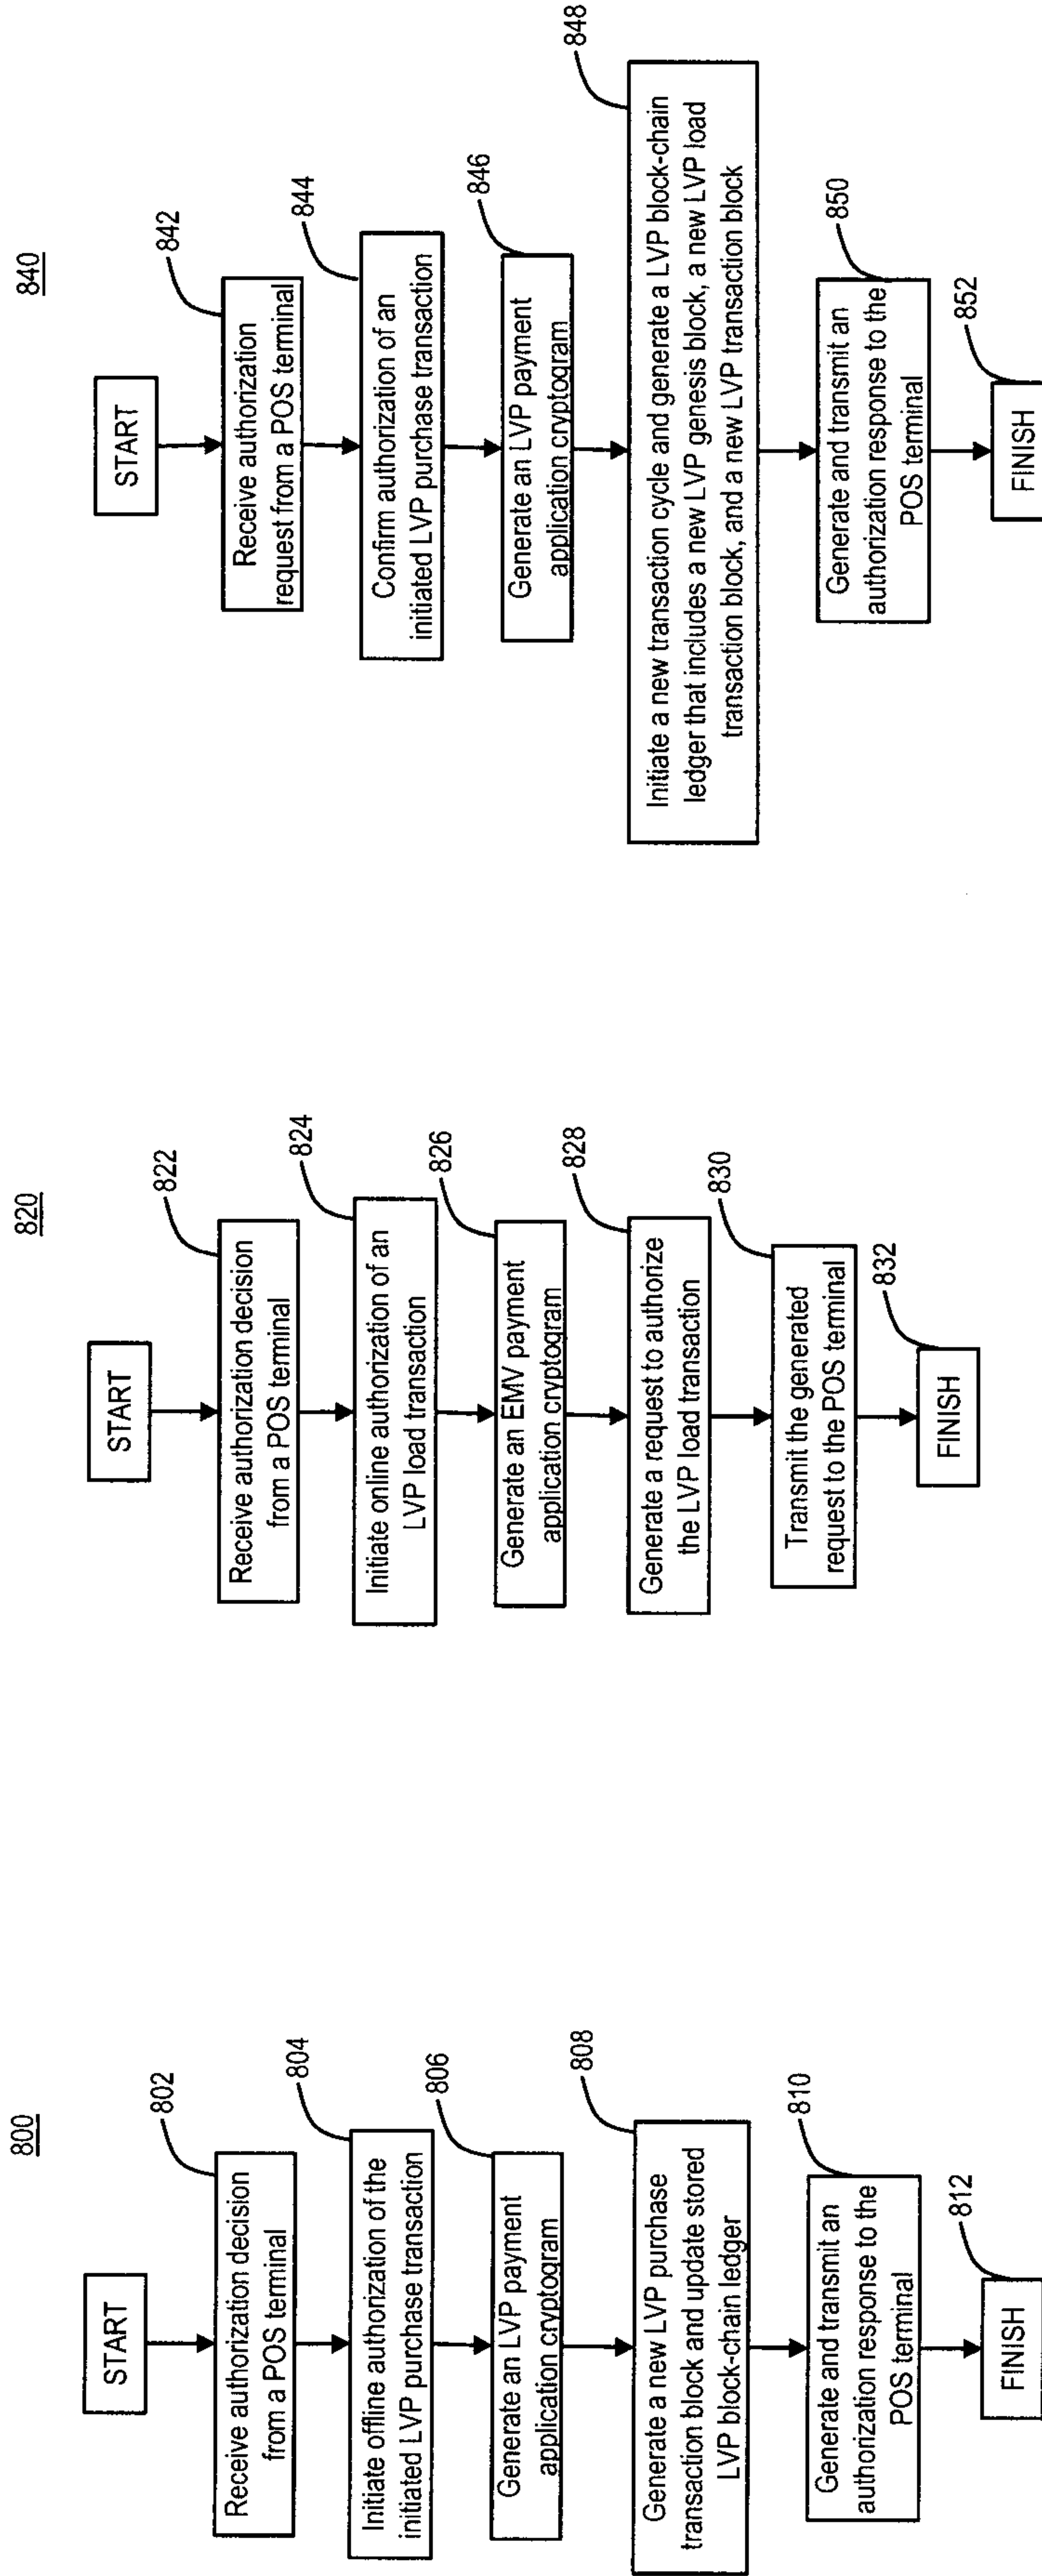 800
START
802
Receive authorization decision
from a POS terminal
804
Initiate offline authorization of the
initiated LVP purchase transaction
806
Generate an LVP payment
application cryptogram
808
Generate a new LVP purchase
transaction block and update stored
LVP block-chain ledger
810
Generate and transmit an
authorization response to the
POS terminal
812
FINISH
820
START
822
Receive authorization decision
from a POS terminal
824
Initiate online authorization of an
LVP load transaction
826
Generate an EMV payment
application cryptogram
828
Generate a request to authorize
the LVP load transaction
830
Transmit the generated
request to the POS terminal
832
FINISH
840
START
842
Receive authorization
request from a POS terminal
844
Confirm authorization of an
initiated LVP purchase transaction
846
Generate an LVP payment
application cryptogram
848
Initiate a new transaction cycle and generate a LVP block-chain
ledger that includes a new LVP genesis block, a new LVP load
transaction block, and a new LVP transaction block
850
Generate and transmit an
authorization response to the
POS terminal
852
FINISH